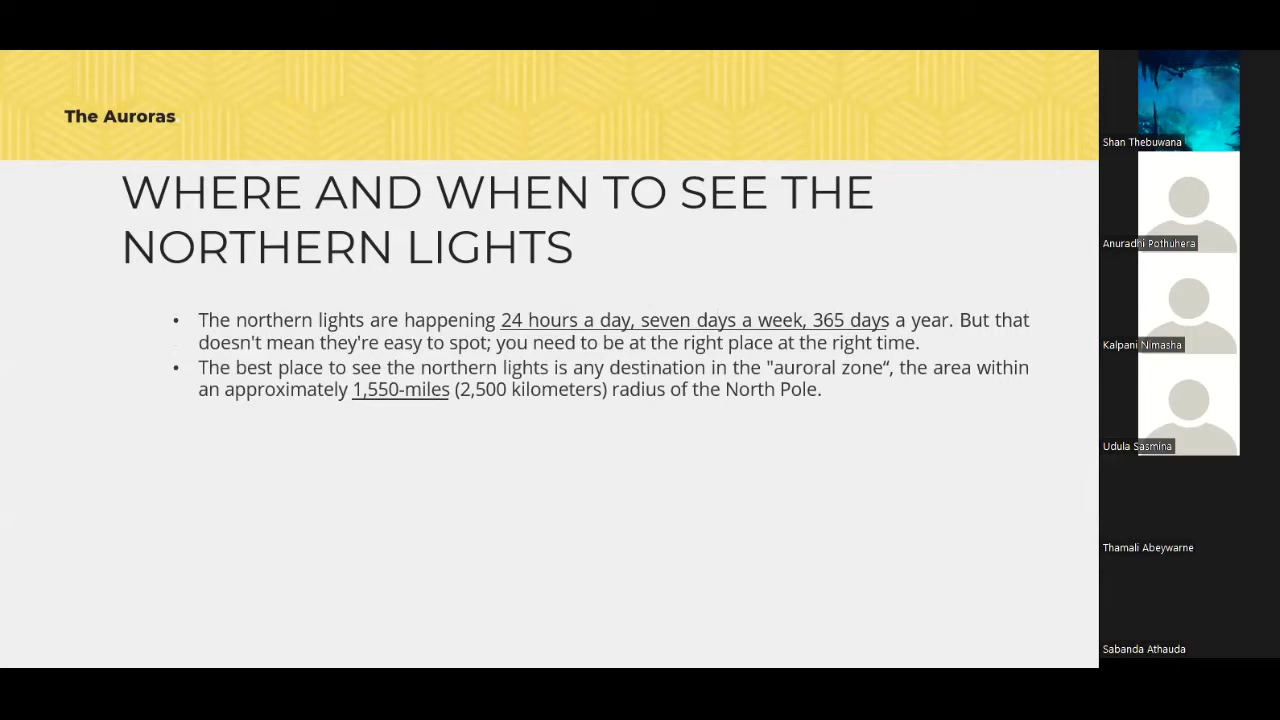 The Auroras
WHERE AND WHEN TO SEE THE
NORTHERN LIGHTS
• The northern lights are happening 24 hours a day, seven days a week, 365 days a year. But that
doesn't mean they're easy to spot; you need to be at the right place at the right time.
• The best place to see the northern lights is any destination in the "auroral zone“, the area within
an approximately 1,550-miles (2,500 kilometers) radius of the North Pole.
Shan Thebuwana
Anuradhi Pothuhera
Kalpani Nimasha
Udula Sasmina
Thamali Abeywarne
Sabanda Athauda